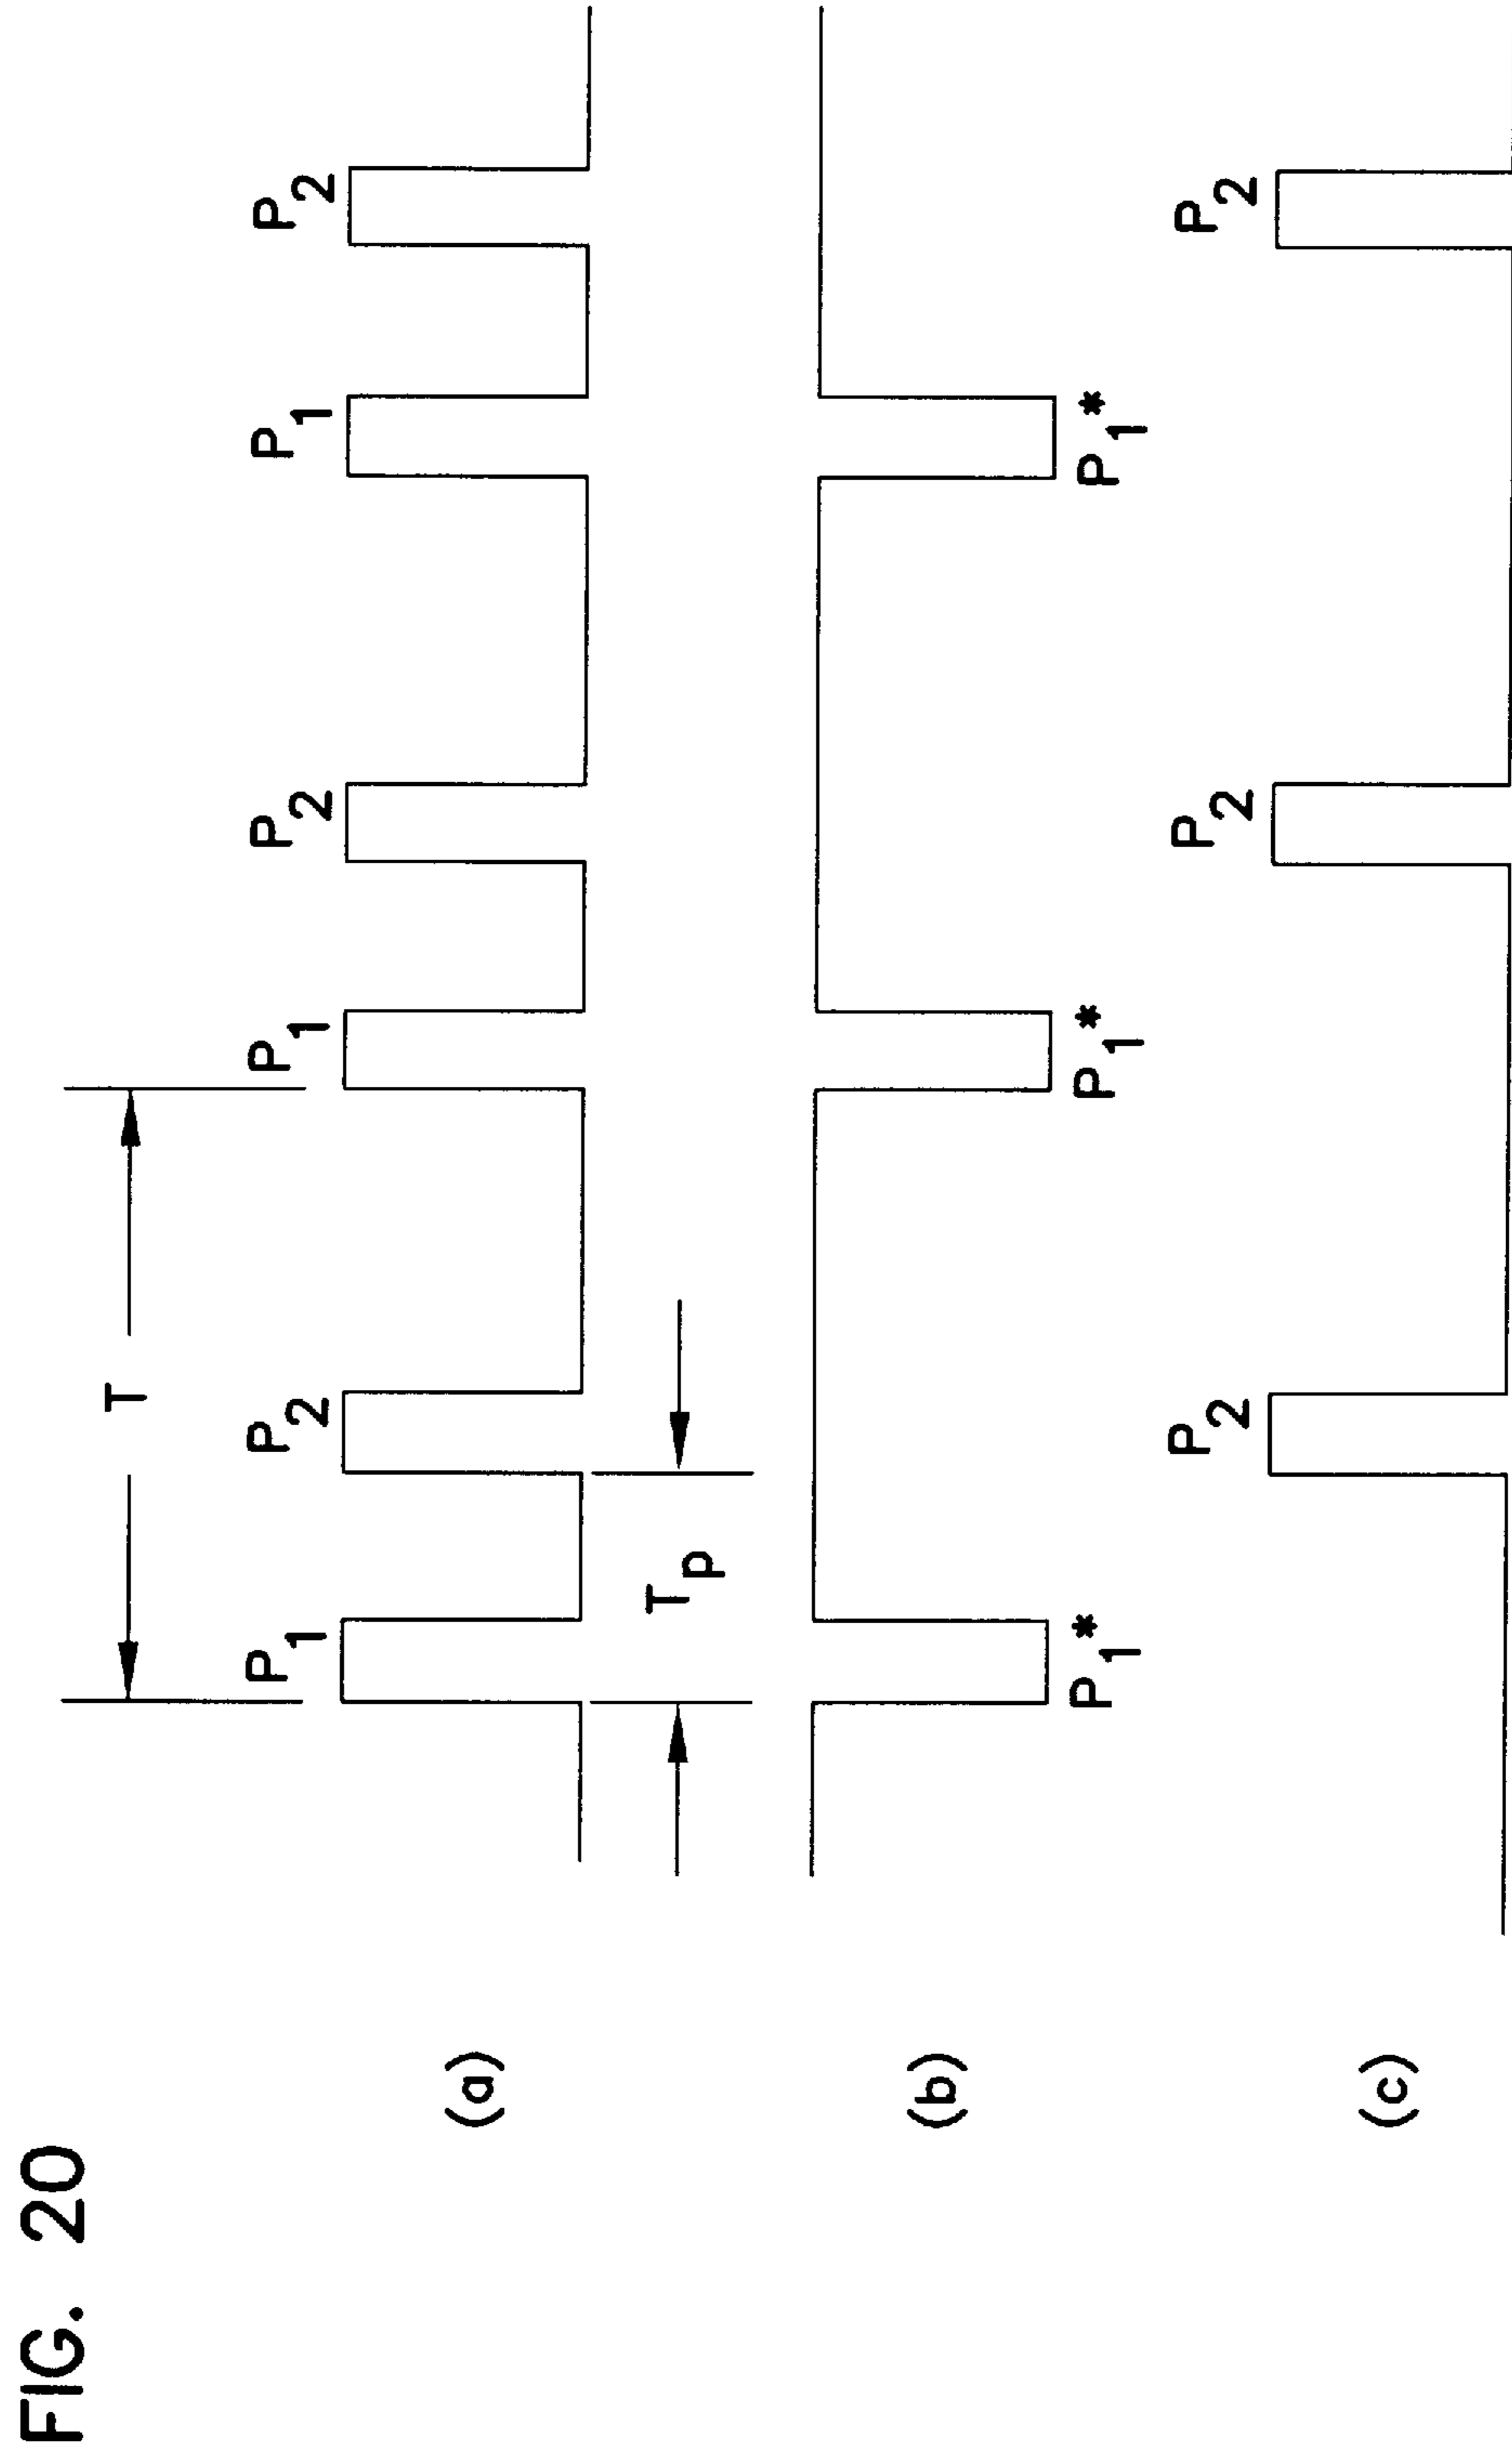 FIG. 20
T
(a)
P1 P2 P1 P2 P1 P2
Tp
(b)
P1* P1* P1*
(c)
P2 P2 P2